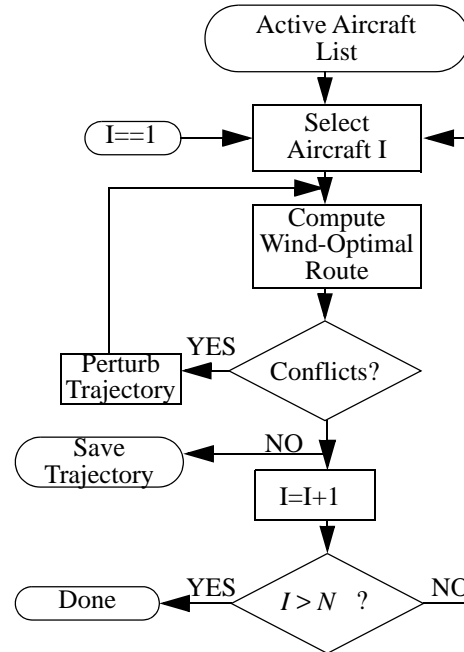 Active Aircraft
List
I==1
Select
Aircraft I
Compute
Wind-Optimal
Route
YES
Conflicts?
Perturb
Trajectory
NO
Save
Trajectory
I=I+1
YES
NO
Done
I > N ?